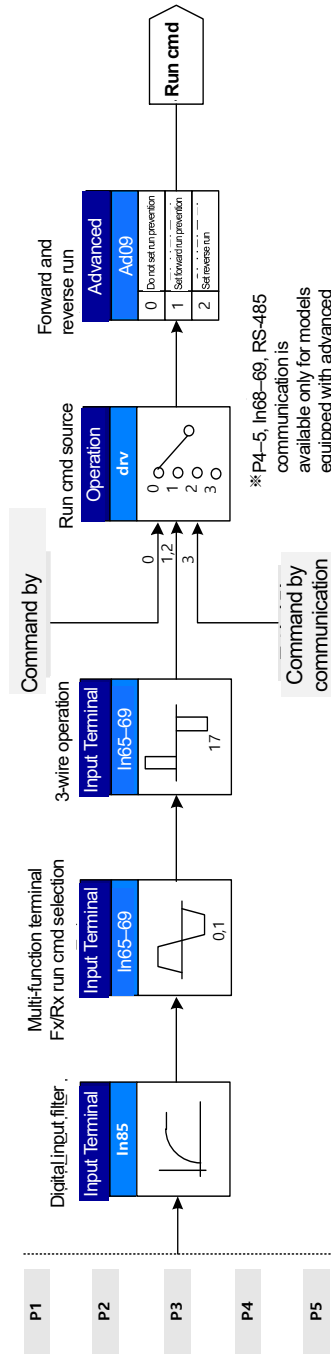 P1
P2
P3
P4
P5
Digital input filter .
Input Terminal
In85
Multi-function terminal
Fx/Rx run cmd selection
Input Terminal
In65–69
0,1
3-wire operation
Input Terminal
In65–69
17
Command by
0
1,2
3
Command by
communication
Run cmd source
Operation
drv
0
1
2
3
Forward and
reverse run
Advanced
Ad09
0 Do not set run prevention
1 Set forward run prevention
2 Set reverse run
Run cmd
※P4–5, In68–69, RS-485
communication is
available only for models
equipped with advanced